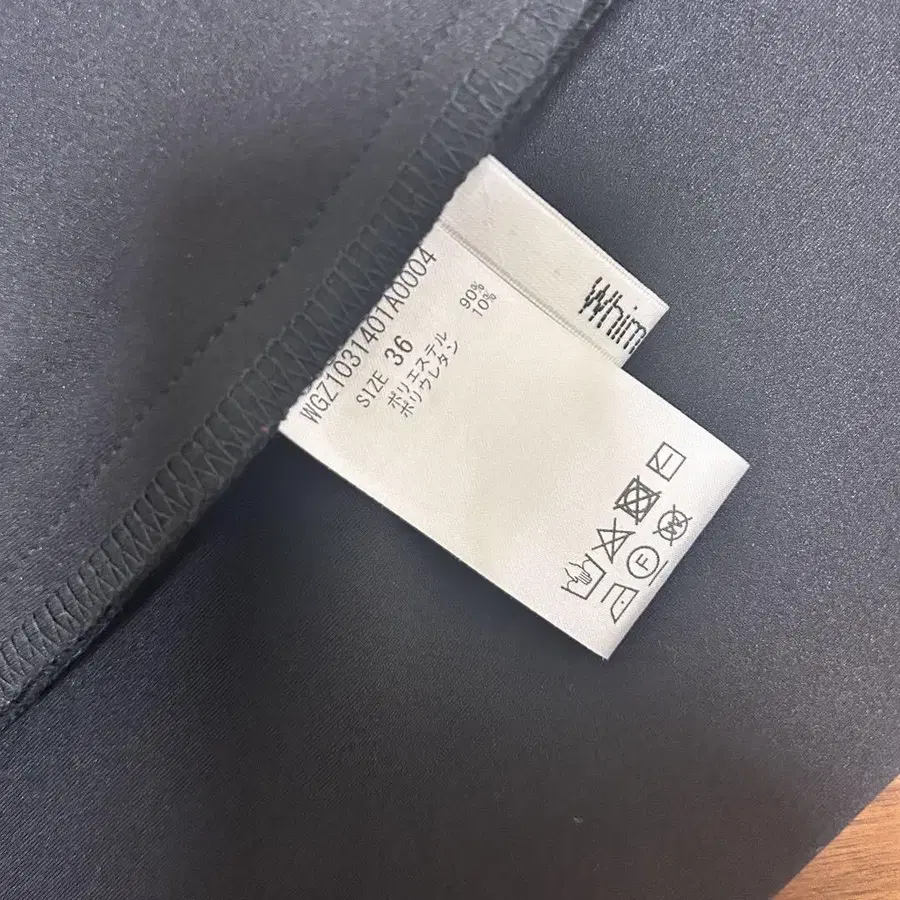 Whim
WGZ1031401A0004
SIZE 36
ポリエステル 90%
ポリウレタン 10%
F
W